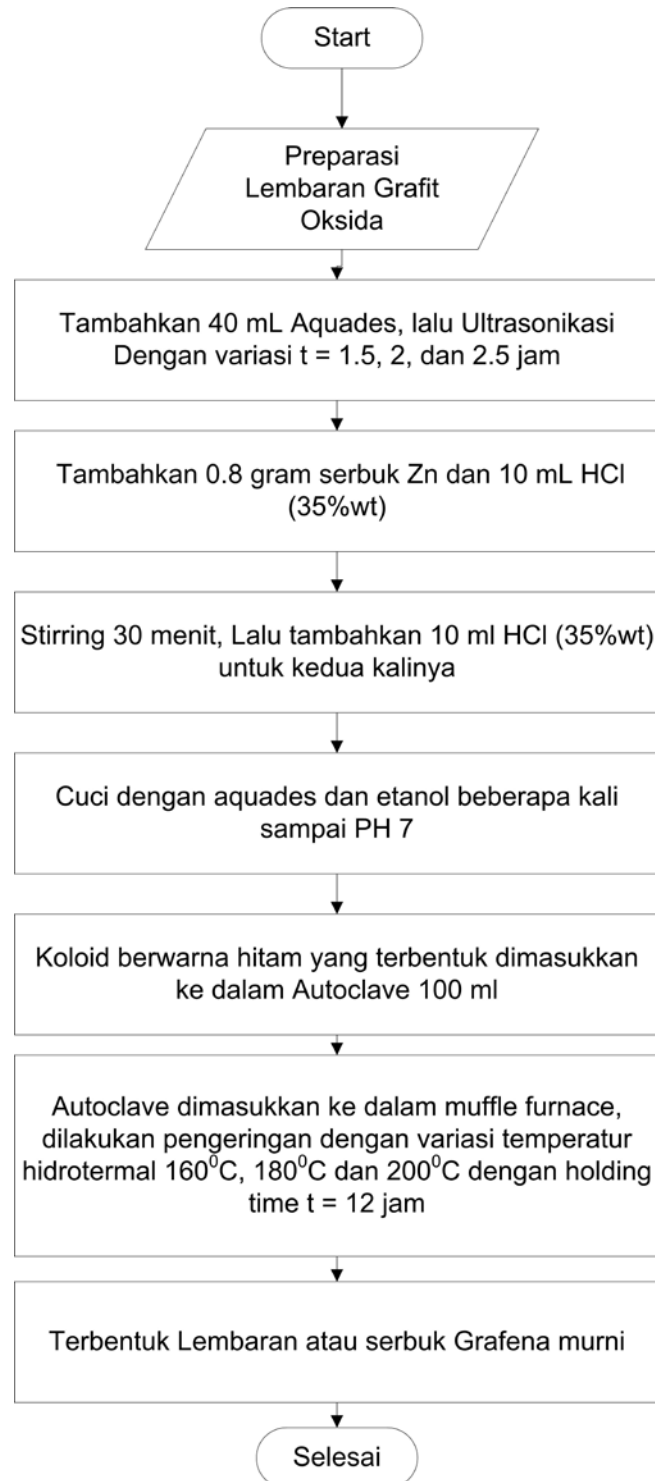 Start
Preparasi
Lembaran Grafit
Oksida
Tambahkan 40 mL Aquades, lalu Ultrasonikasi
Dengan variasi t = 1.5, 2, dan 2.5 jam
Tambahkan 0.8 gram serbuk Zn dan 10 mL HCl
(35%wt)
Stirring 30 menit, Lalu tambahkan 10 ml HCl (35%wt)
untuk kedua kalinya
Cuci dengan aquades dan etanol beberapa kali
sampai PH 7
Koloid berwarna hitam yang terbentuk dimasukkan
ke dalam Autoclave 100 ml
Autoclave dimasukkan ke dalam muffle furnace,
dilakukan pengeringan dengan variasi temperatur
hidrotermal 160⁰C, 180⁰C dan 200⁰C dengan holding
time t = 12 jam
Terbentuk Lembaran atau serbuk Grafena murni
Selesai